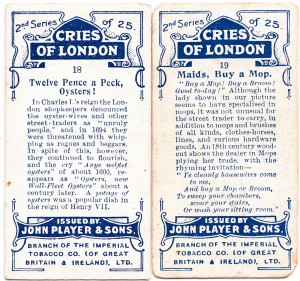 2nd Series of 25.
CRIES
OF LONDON
18
Twelve Pence a Peck,
Oysters!
In Charles I.'s reign the Lon-
don shopkeepers denounced
the oyster-wives and other
street-traders as "unruly
people," and in 1694 they
were threatened with whip-
ping as rogues and beggars.
In spite of this, however,
they continued to flourish,
and the cry "Anye swifet
oysters" of about 1600, re-
appears as "Oysters, new
Wall-Fleet Oysters" about a
century later. A potage of
oysters was a popular dish
in the reign of Henry VII.
ISSUED BY
JOHN PLAYER & SONS.
BRANCH OF THE IMPERIAL
TOBACCO CO. (OF GREAT
BRITAIN & IRELAND), LTD.
2nd Series of 25.
CRIES
OF LONDON
19
Maids, Buy a Mop.
"Buy a Mop! Buy a Broom!
Good to-day!" Although the
lady shown in our picture
seems to have specialised in
mops, it was not unusual for
one street trader to carry, in
addition to mops and brushes
of all kinds, clothes-horses,
lines, and various wooden
goods. An 18th century wood-
cut shows the dealer in Mops
plying her trade, with the
rhyming invitation—
"Ye cleanly housewives come
to me,
And buy a Mop or Broom,
To sweep your chambers,
scour your stairs,
Or wash your sitting room."
ISSUED BY
JOHN PLAYER & SONS.
BRANCH OF THE IMPERIAL
TOBACCO CO. (OF GREAT
BRITAIN & IRELAND), LTD.